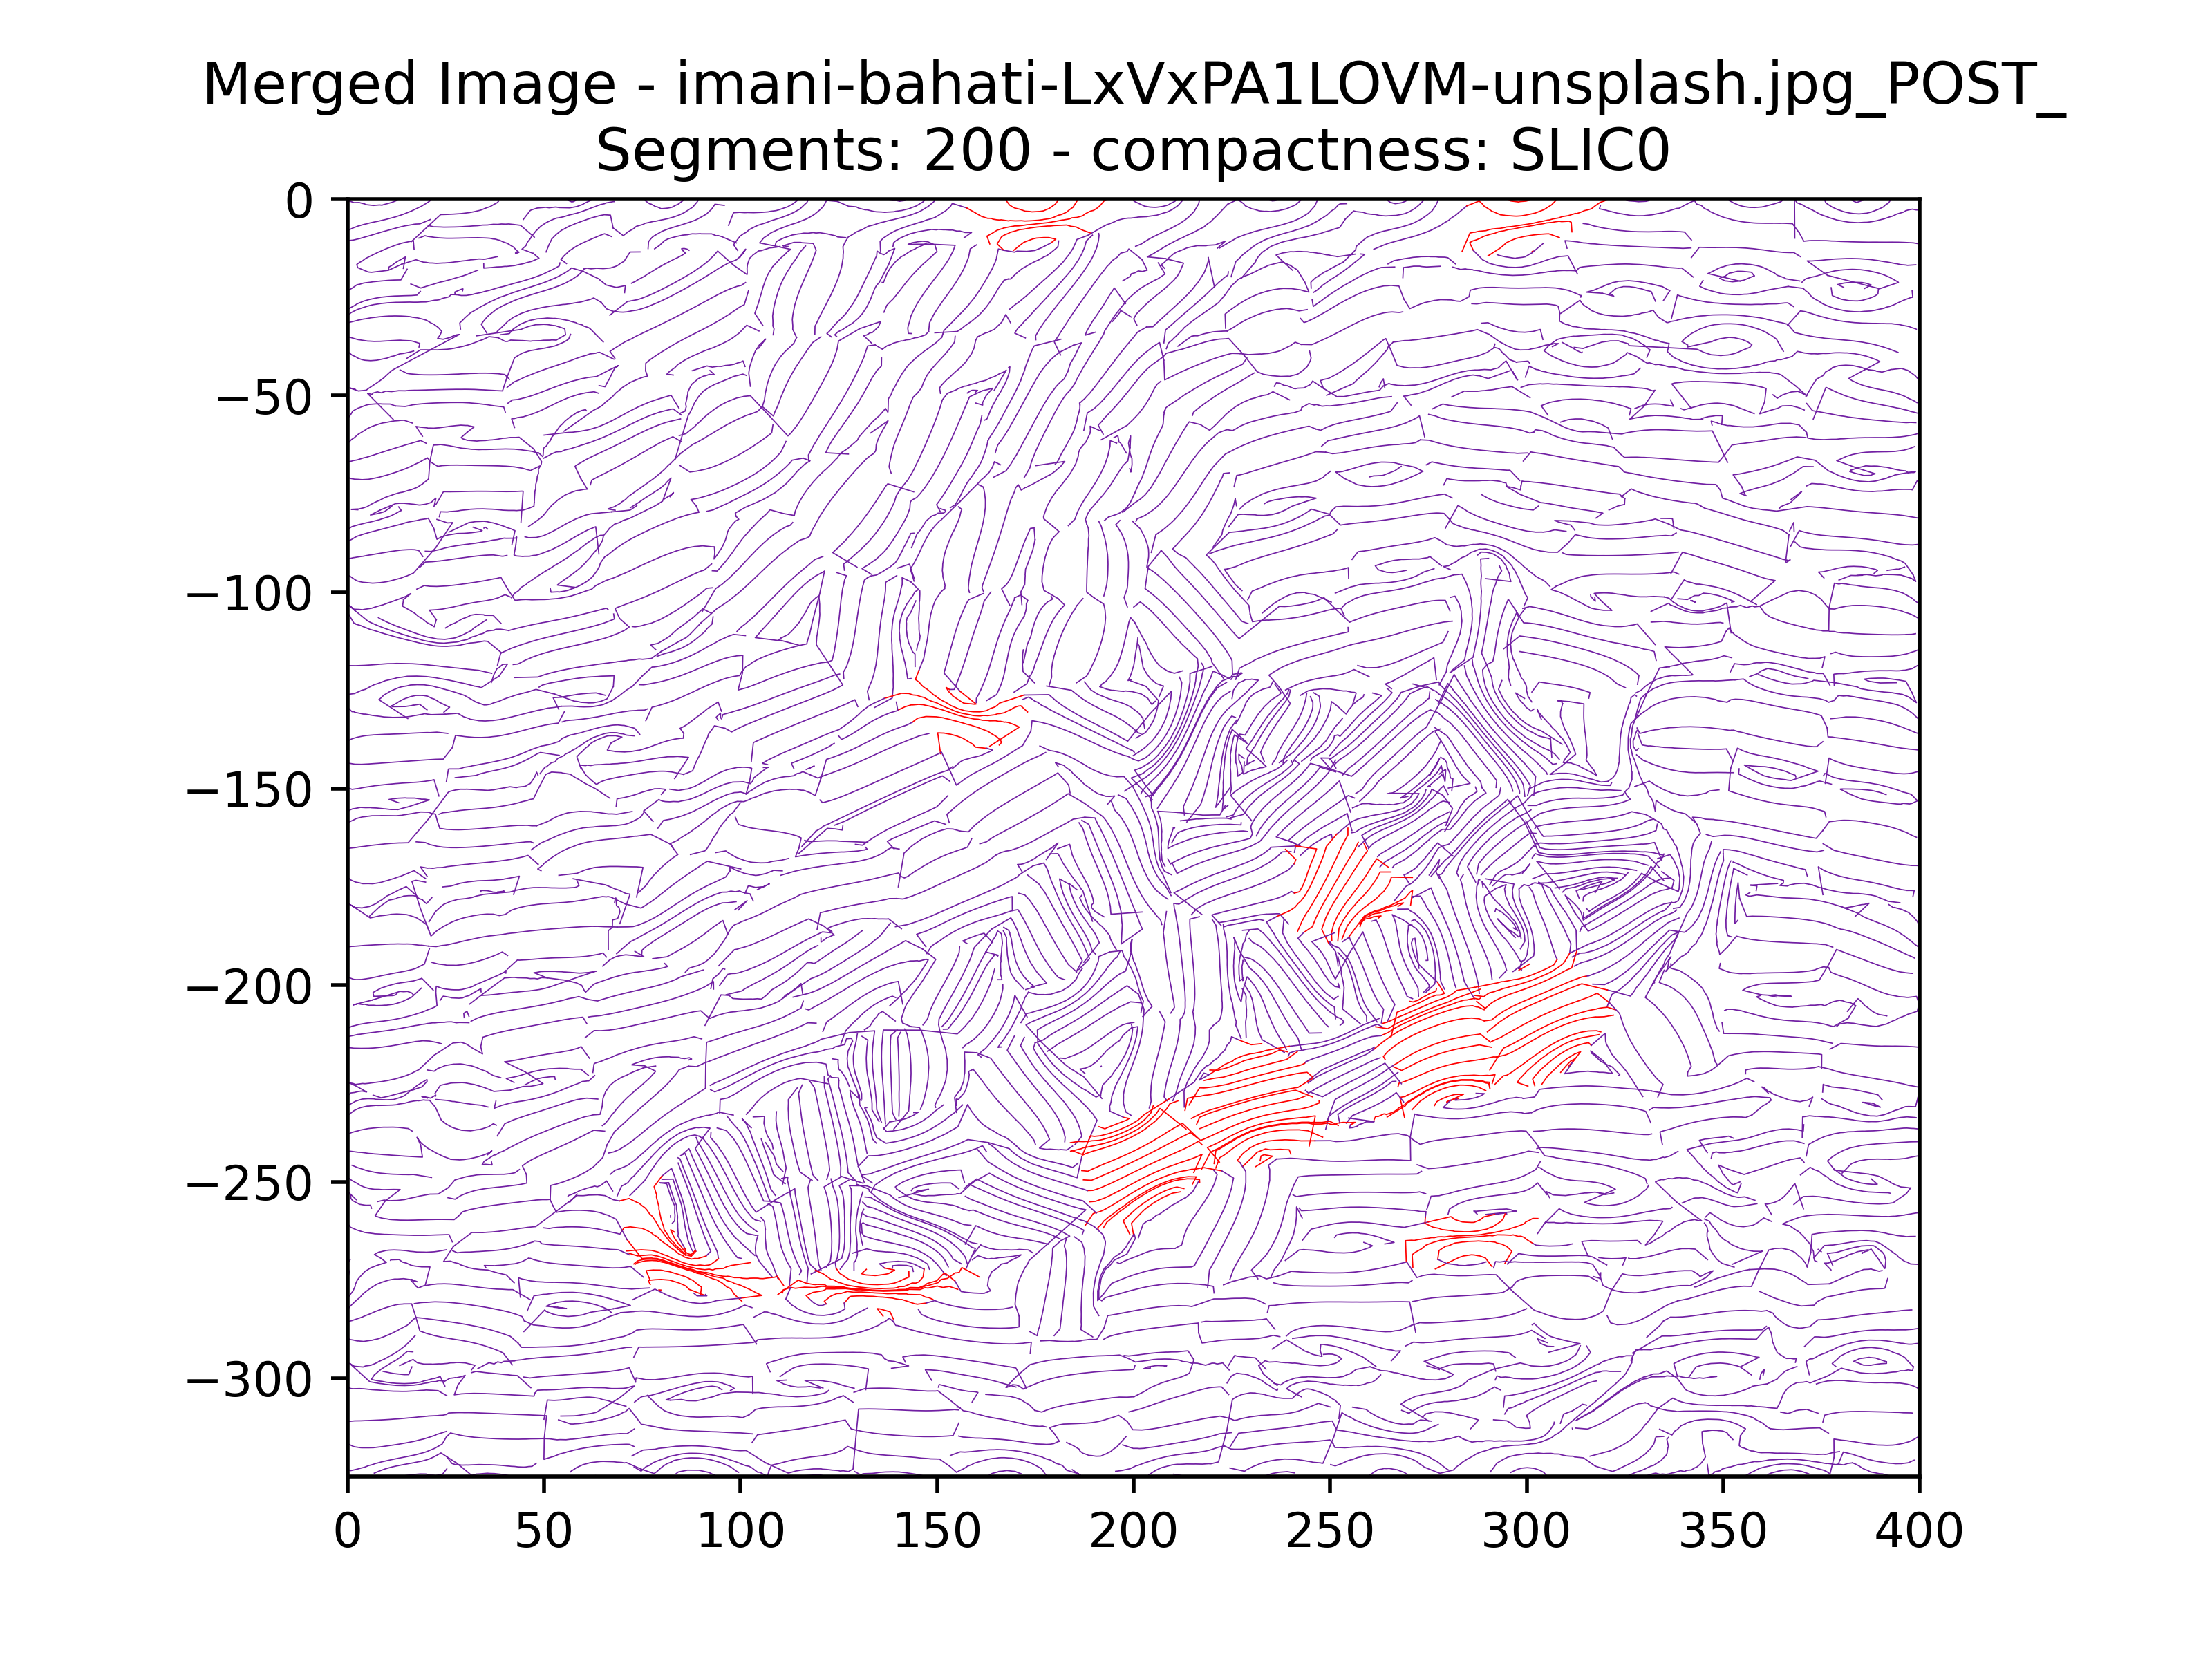 Merged Image - imani-bahati-LxVxPA1LOVM-unsplash.jpg_POST_
Segments: 200 - compactness: SLIC0
0
−50
−100
−150
−200
−250
−300
0 50 100 150 200 250 300 350 400